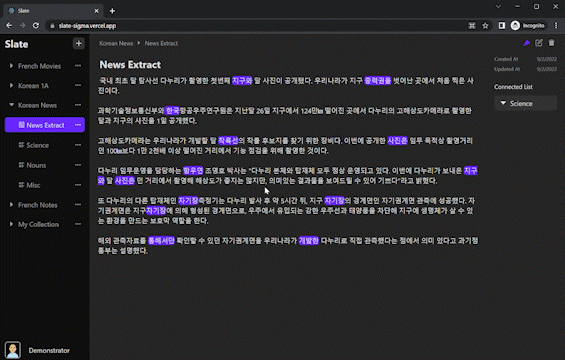 Slate
slate-sigma.vercel.app
Incognito
Slate
Korean News
News Extract
French Movies
Korean 1A
Korean News
News Extract
Science
Nouns
Misc
French Notes
My Collection
Demonstrator
News Extract
국내 최초 달 탐사선 다누리가 촬영한 첫번째 지구와 달 사진이 공개됐다. 우리나라가 지구 중력권을 벗어난 곳에서 처음 찍은 사
진이다.
과학기술정보통신부와 한국항공우주연구원은 지난달 26일 지구에서 124만㎞ 떨어진 곳에서 다누리의 고해상도카메라로 촬영한
달과 지구의 사진을 1일 공개했다.
고해상도카메라는 우리나라가 개발할 달 착륙선의 착륙 후보지를 찾기 위한 장비다. 이번에 공개한 사진은 임무 목적상 촬영거리
인 100㎞보다 1만 2천배 이상 떨어진 거리에서 기능 점검을 위해 촬영한 것이다.
다누리 임무운영을 담당하는 항우연 조영호 박사는 "다누리 본체와 탑재체 모두 정상 운영되고 있다. 이번에 다누리가 보내온 지구
와 달 사진은 먼 거리에서 촬영해 해상도가 좋지는 않지만, 의미있는 결과물을 보여드릴 수 있어 기쁘다"라고 밝혔다.
또 다누리의 다른 탑재체인 자기장측정기는 다누리 발사 후 약 5시간 뒤, 지구 자기장의 경계면인 자기권계면 관측에 성공했다. 자
기권계면은 지구자기장에 의해 형성된 경계면으로, 우주에서 유입되는 강한 우주선과 태양풍을 차단해 지구에 생명체가 살 수 있
는 환경을 만드는 보호막 역할을 한다.
해외 관측자료를 통해서만 확인할 수 있던 자기권계면을 우리나라가 개발한 다누리로 직접 관측했다는 점에서 의미 있다고 과기정
통부는 설명했다.
Created At 9/2/2022
Updated At 9/2/2022
Connected List
Science